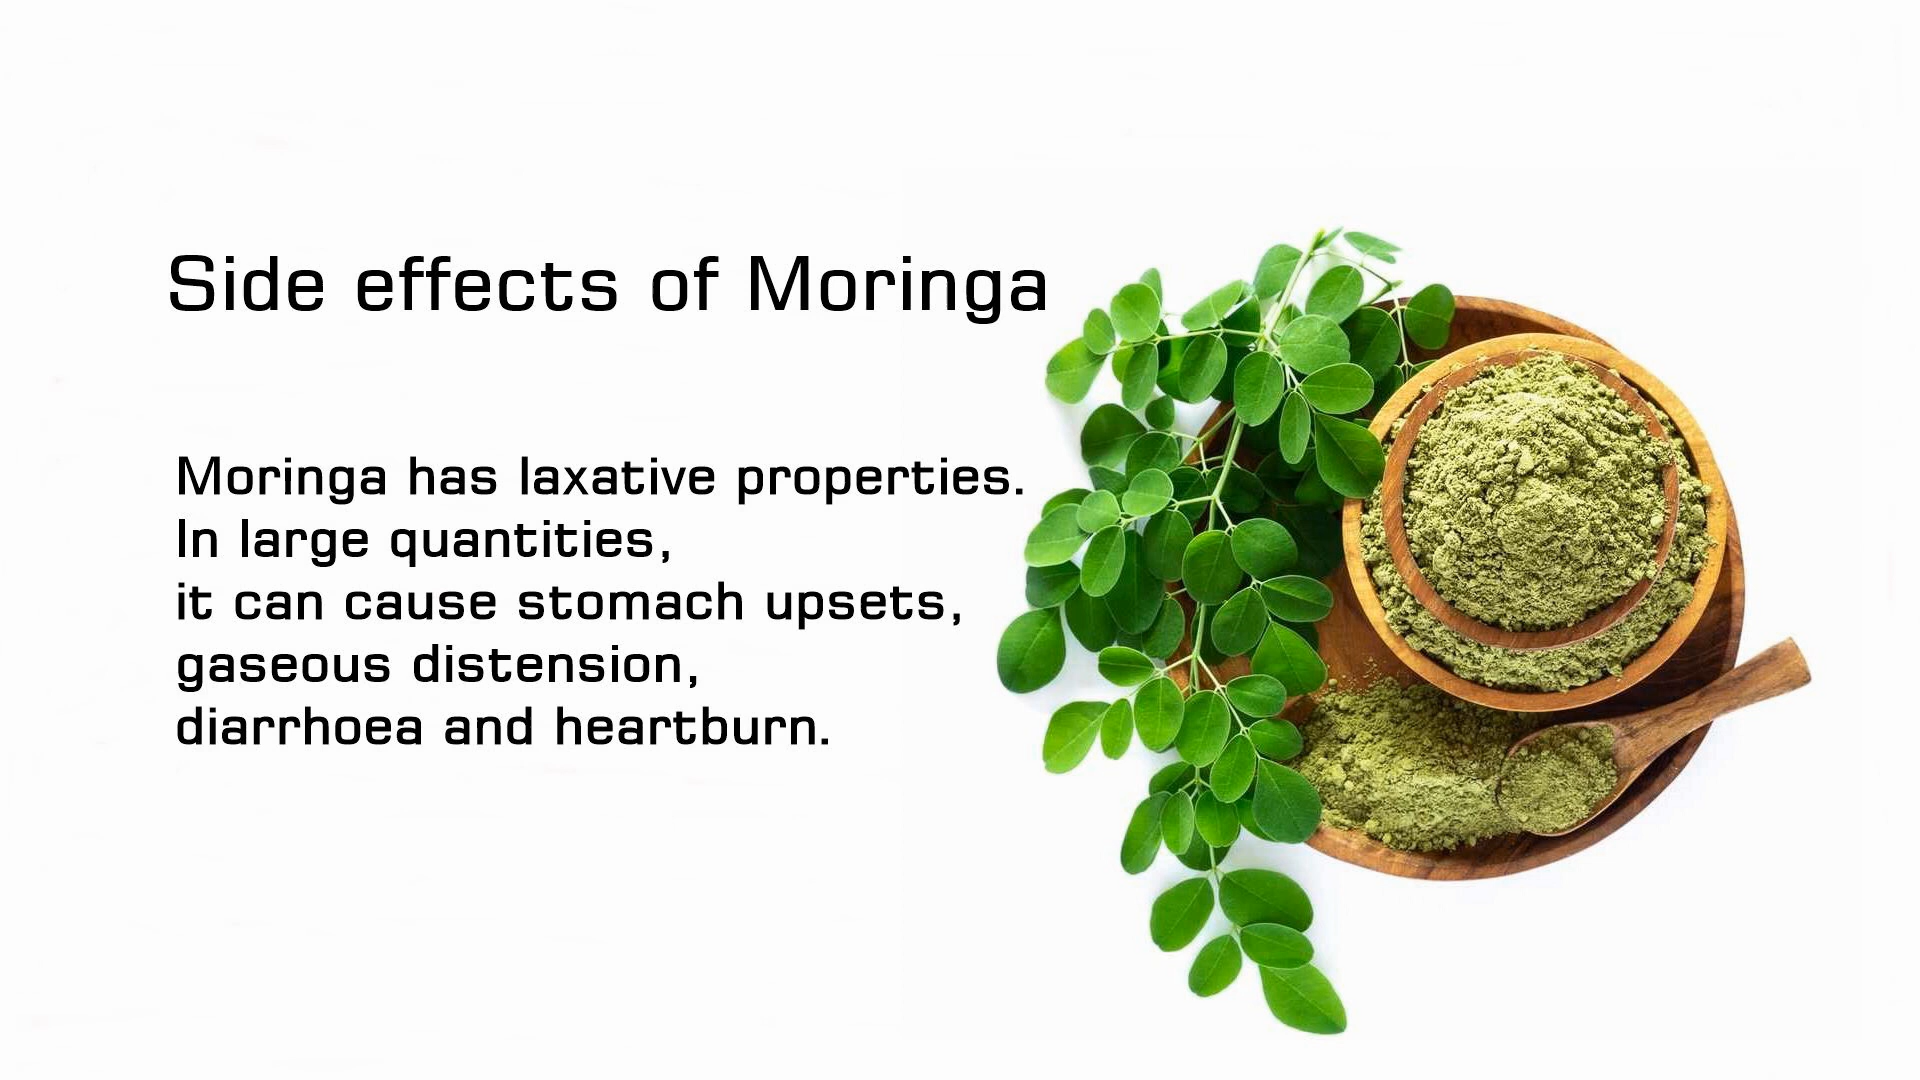 Side effects of Moringa
Moringa has laxative properties.
In large quantities,
it can cause stomach upsets,
gaseous distension,
diarrhoea and heartburn.